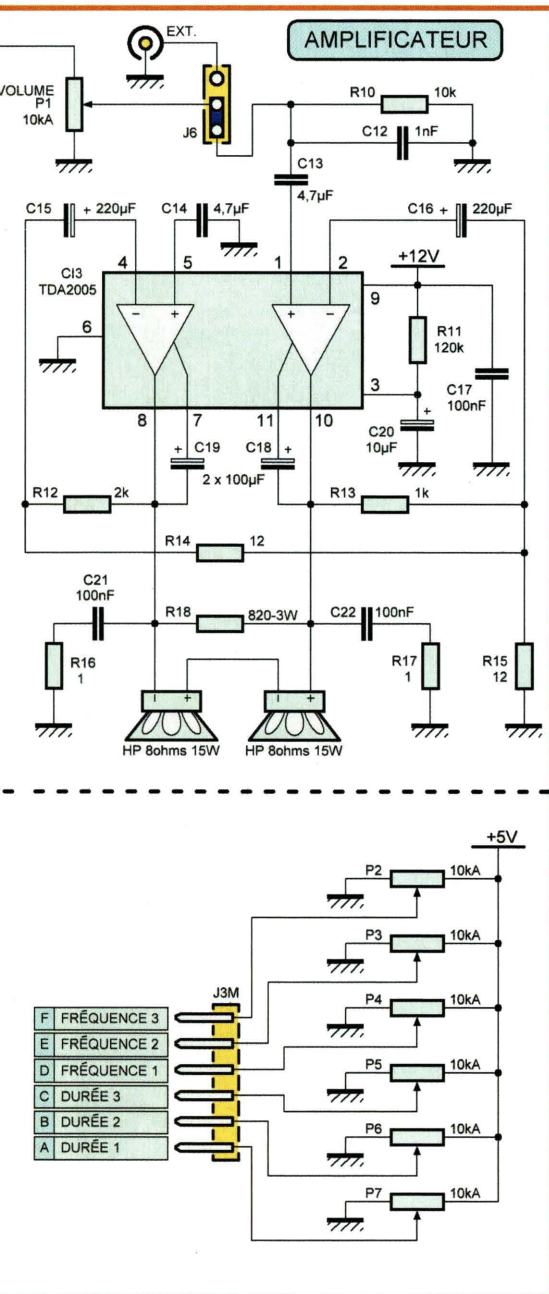 EXT.
AMPLIFICATEUR
VOLUME
P1
10kA
J6
R10 10k
C12 1nF
C13
4,7µF
C15 + 220µF
C14 4,7µF
C16 + 220µF
4 5 1 2
+12V
CI3
TDA2005
- + + -
9
6
R11
120k
3
C17
100nF
8 7 11 10
+
C20
10µF
+ C19
C18 +
2 x 100µF
R12 2k
R13 1k
R14 12
C21
100nF
R18 820-3W
C22 100nF
R16
1
R17
1
R15
12
- +
- +
HP 8ohms 15W
HP 8ohms 15W
+5V
P2 10kA
P3 10kA
J3M
P4 10kA
F FRÉQUENCE 3
E FRÉQUENCE 2
D FRÉQUENCE 1
P5 10kA
C DURÉE 3
B DURÉE 2
P6 10kA
A DURÉE 1
P7 10kA